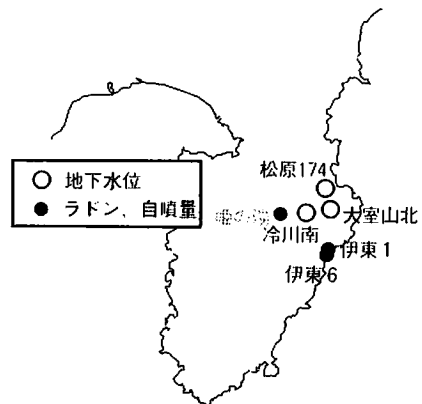 松原174
地下水位
ラドン，自噴量
大室山北
冷川南
伊東1
伊東6